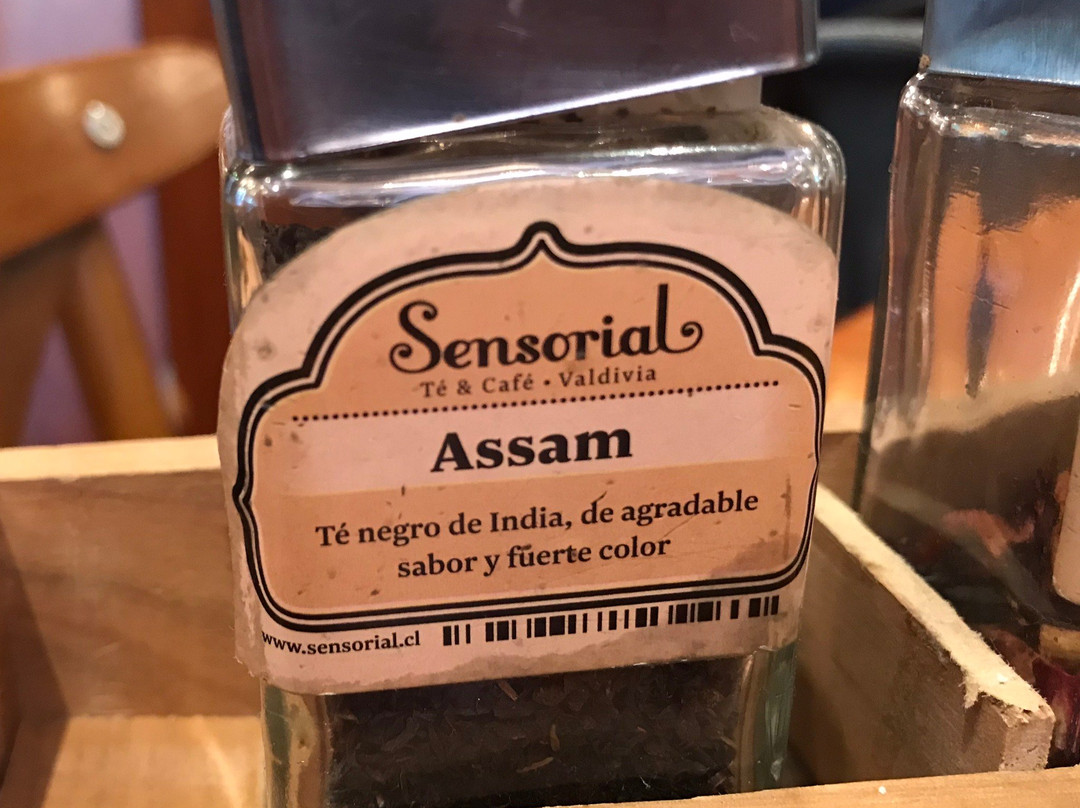 Sensorial
Té & Café • Valdivia
Assam
Té negro de India, de agradable
sabor y fuerte color
www.sensorial.cl